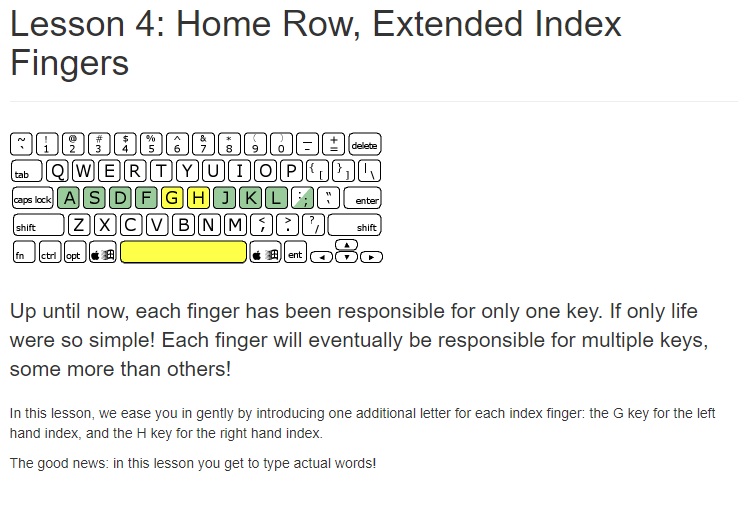 Lesson 4: Home Row, Extended Index
Fingers
~ ` ! 1 @ 2 # 3 $ 4 % 5 ^ 6 & 7 * 8 ( 9 ) 0 _ - + = delete
tab Q W E R T Y U I O P { [ } ] | \
caps lock A S D F G H J K L : ; " ' enter
shift Z X C V B N M < , > . ? / shift
fn ctrl opt ent ◄ ▲ ▼ ►
Up until now, each finger has been responsible for only one key. If only life
were so simple! Each finger will eventually be responsible for multiple keys,
some more than others!
In this lesson, we ease you in gently by introducing one additional letter for each index finger: the G key for the left
hand index, and the H key for the right hand index.
The good news: in this lesson you get to type actual words!